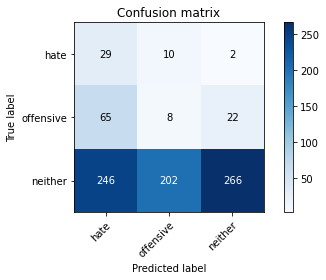 Confusion matrix
hate 29 10 2
offensive 65 8 22
neither 246 202 266
hate offensive neither
True label
Predicted label
250
200
150
100
50